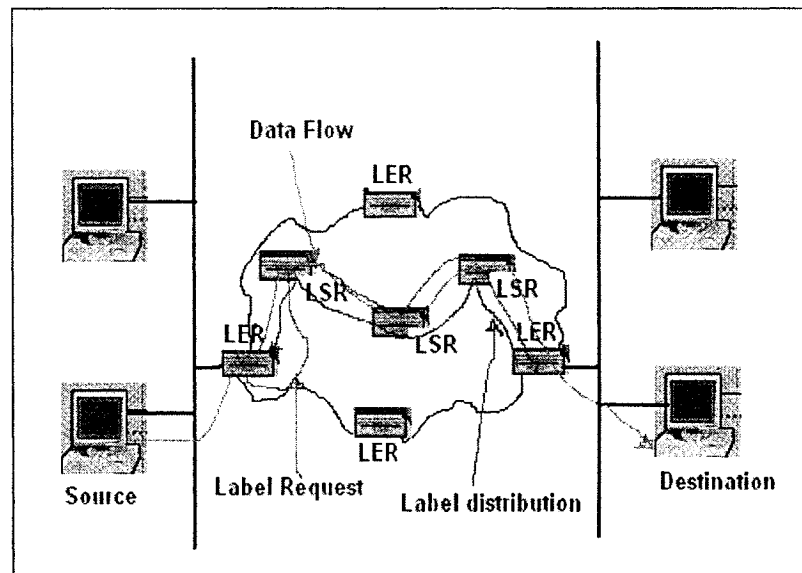 Data Flow
LER
LSR
LSR
LER
LSR
LER
LER
Source
Label Request
Label distribution
Destination